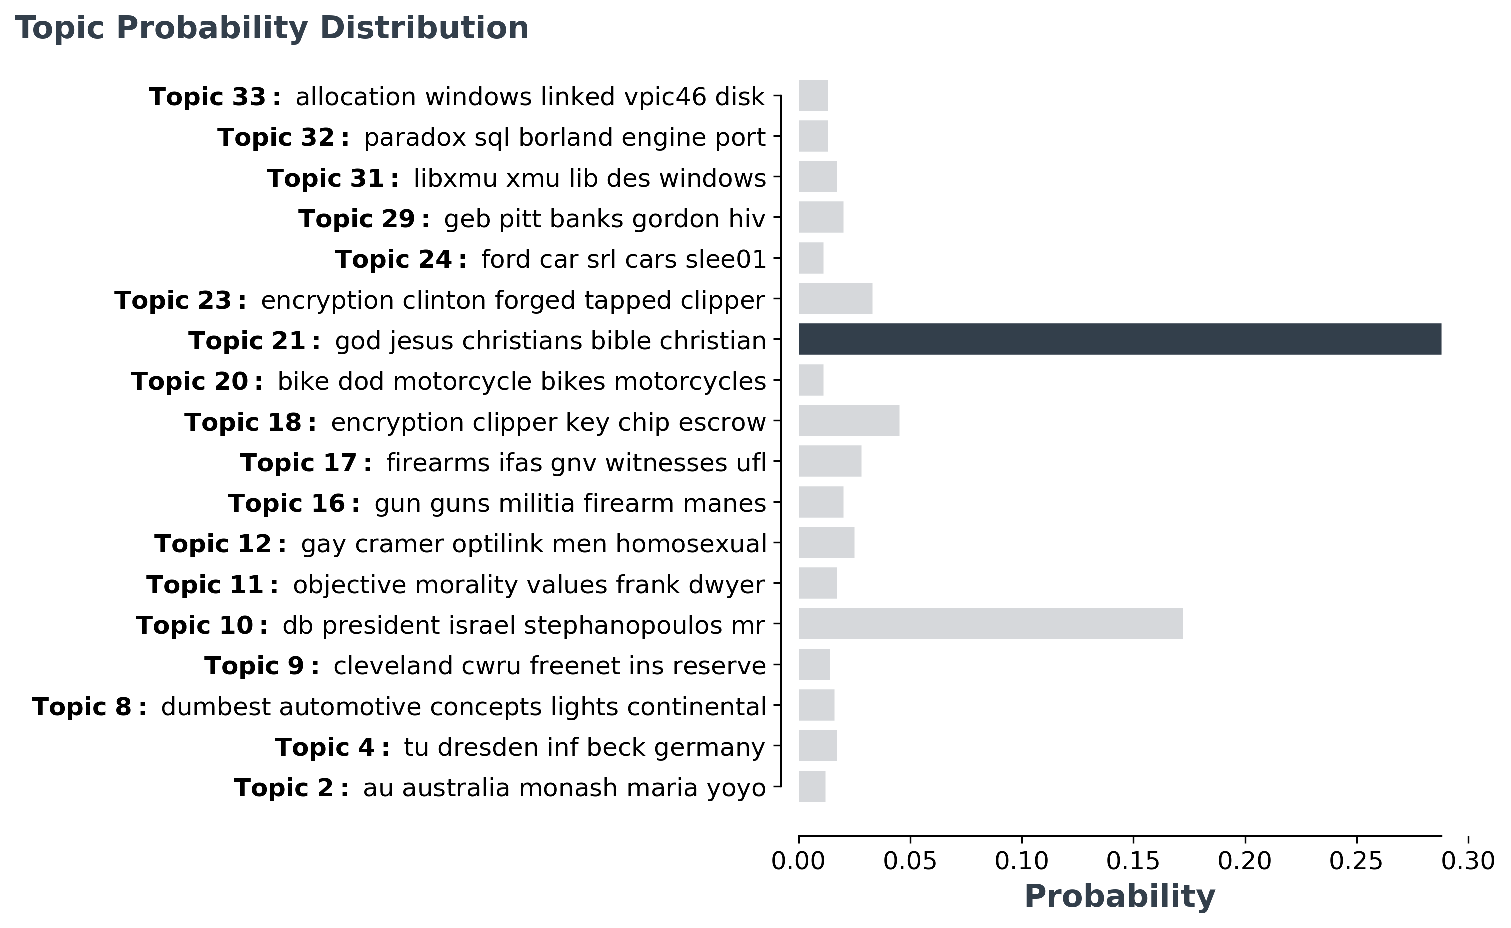 Topic Probability Distribution
Topic 33 : allocation windows linked vpic46 disk
Topic 32 : paradox sql borland engine port
Topic 31 : libxmu xmu lib des windows
Topic 29 : geb pitt banks gordon hiv
Topic 24 : ford car srl cars slee01
Topic 23 : encryption clinton forged tapped clipper
Topic 21 : god jesus christians bible christian
Topic 20 : bike dod motorcycle bikes motorcycles
Topic 18 : encryption clipper key chip escrow
Topic 17 : firearms ifas gnv witnesses ufl
Topic 16 : gun guns militia firearm manes
Topic 12 : gay cramer optilink men homosexual
Topic 11 : objective morality values frank dwyer
Topic 10 : db president israel stephanopoulos mr
Topic 9 : cleveland cwru freenet ins reserve
Topic 8 : dumbest automotive concepts lights continental
Topic 4 : tu dresden inf beck germany
Topic 2 : au australia monash maria yoyo
0.00 0.05 0.10 0.15 0.20 0.25 0.30
Probability